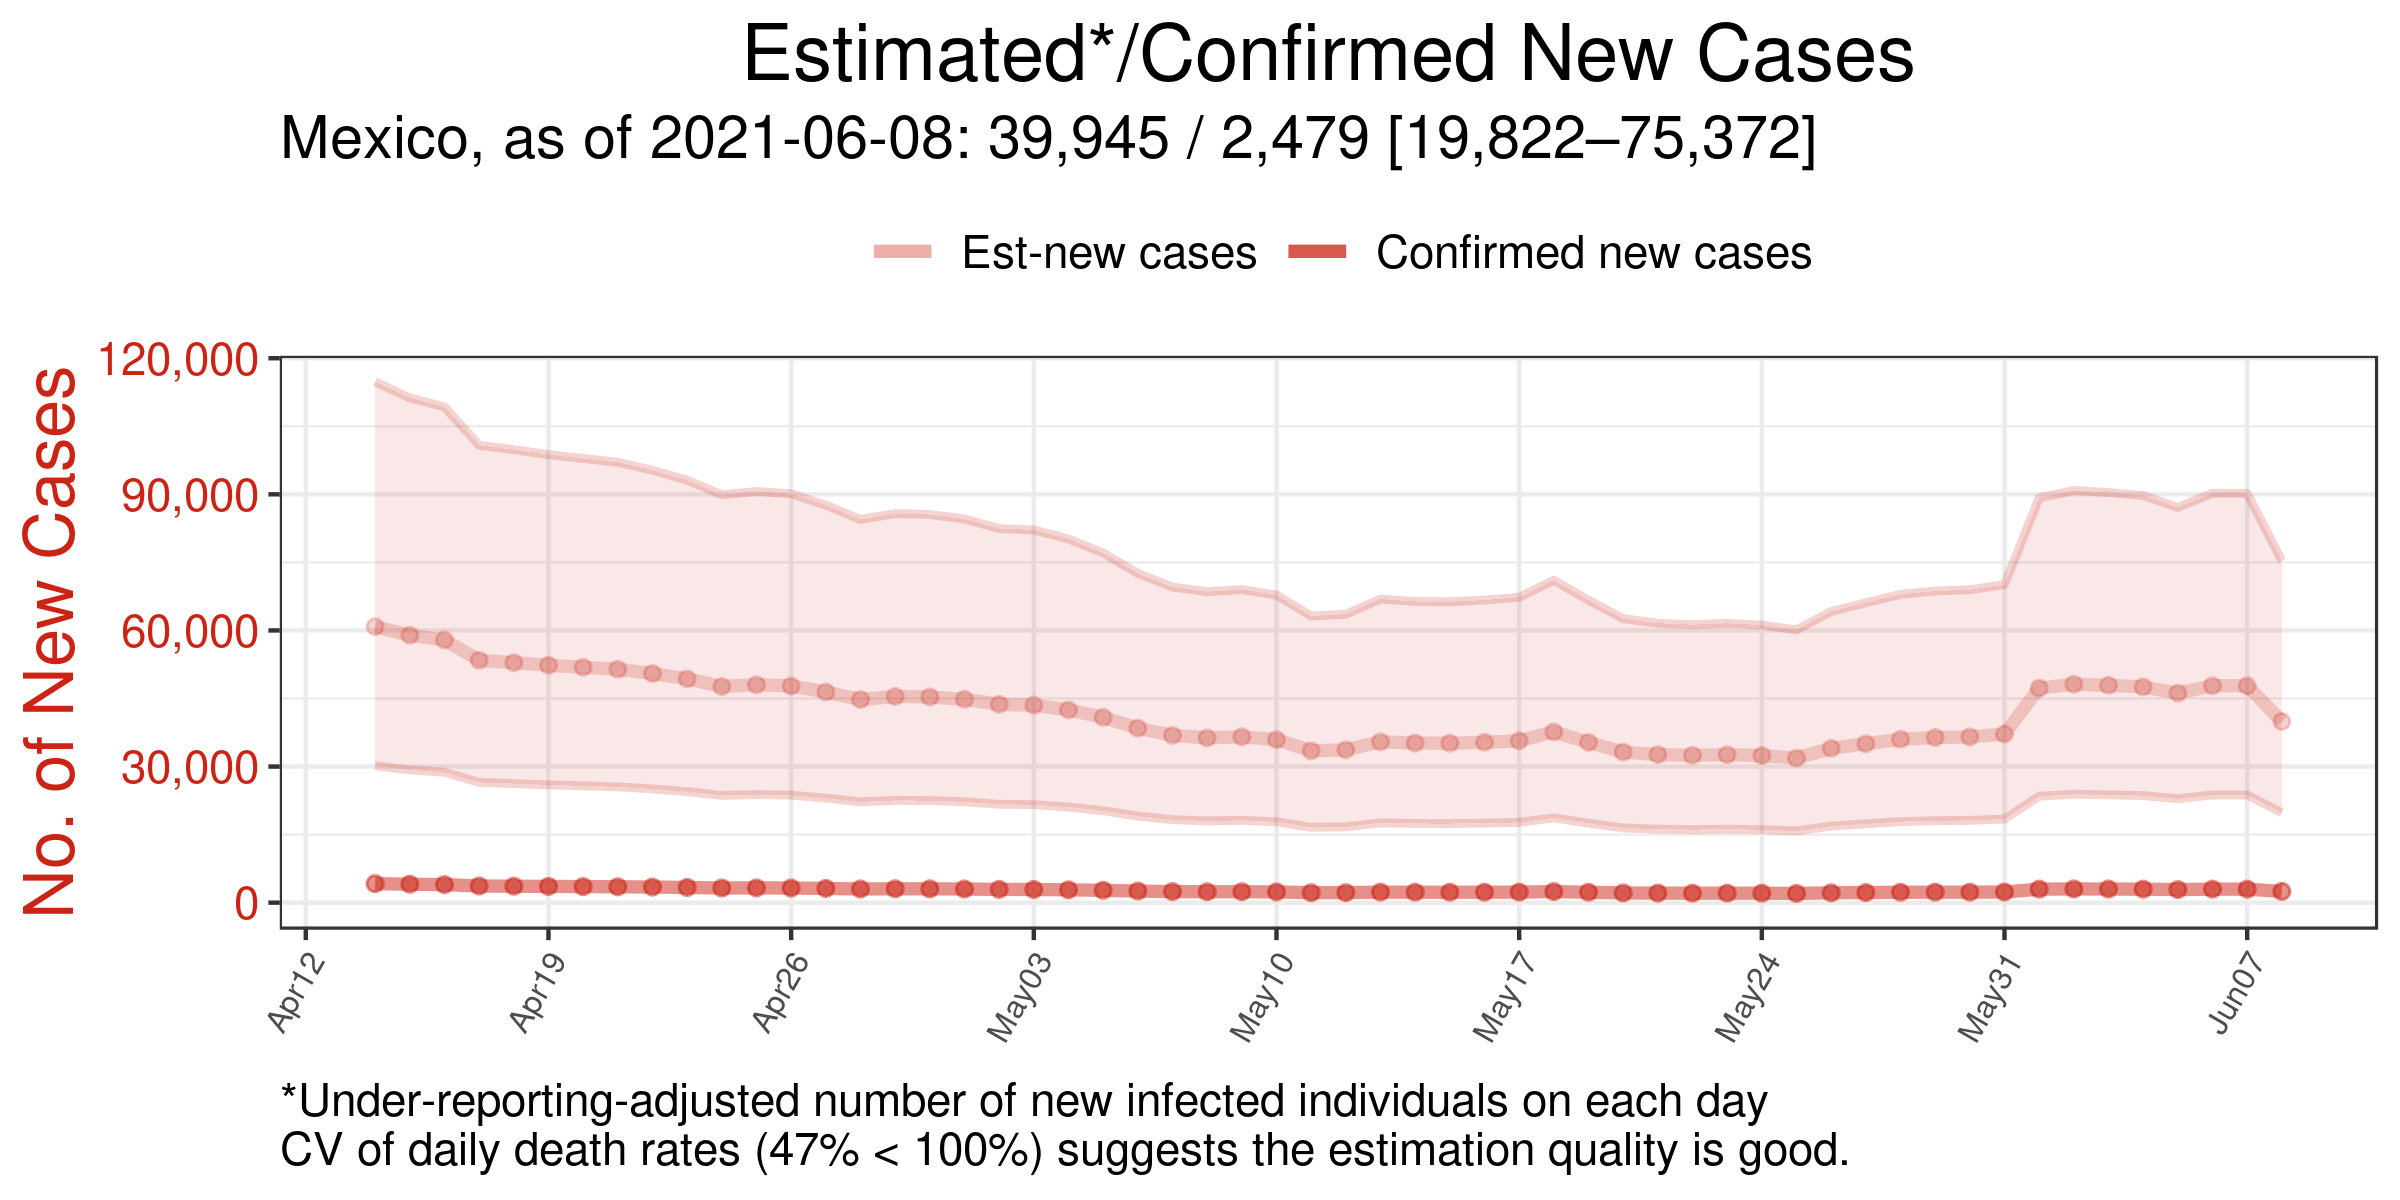 Estimated*/Confirmed New Cases
Mexico, as of 2021-06-08: 39,945 / 2,479 [19,822–75,372]
Est-new cases
Confirmed new cases
No. of New Cases
120,000
90,000
60,000
30,000
0
Apr12
Apr19
Apr26
May03
May10
May17
May24
May31
Jun07
*Under-reporting-adjusted number of new infected individuals on each day
CV of daily death rates (47% < 100%) suggests the estimation quality is good.